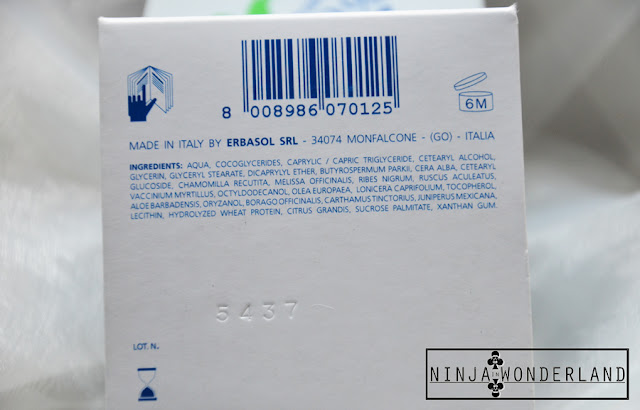 8 008986 070125
6M
MADE IN ITALY BY ERBASOL SRL - 34074 MONFALCONE - (GO) - ITALIA
INGREDIENTS: AQUA, COCOGLYCERIDES, CAPRYLIC / CAPRIC TRIGLYCERIDE, CETEARYL ALCOHOL,
GLYCERIN, GLYCERYL STEARATE, DICAPRYLYL ETHER, BUTYROSPERMUM PARKII, CERA ALBA, CETEARYL
GLUCOSIDE, CHAMOMILLA RECUTITA, MELISSA OFFICINALIS, RIBES NIGRUM, RUSCUS ACULEATUS,
VACCINIUM MYRTILLUS, OCTYLDODECANOL, OLEA EUROPAEA, LONICERA CAPRIFOLIUM, TOCOPHEROL,
ALOE BARBADENSIS, ORYZANOL, BORAGO OFFICINALIS, CARTHAMUS TINCTORIUS, JUNIPERUS MEXICANA,
LECITHIN, HYDROLYZED WHEAT PROTEIN, CITRUS GRANDIS, SUCROSE PALMITATE, XANTHAN GUM.
5437
LOT. N.
NINJA IN WONDERLAND